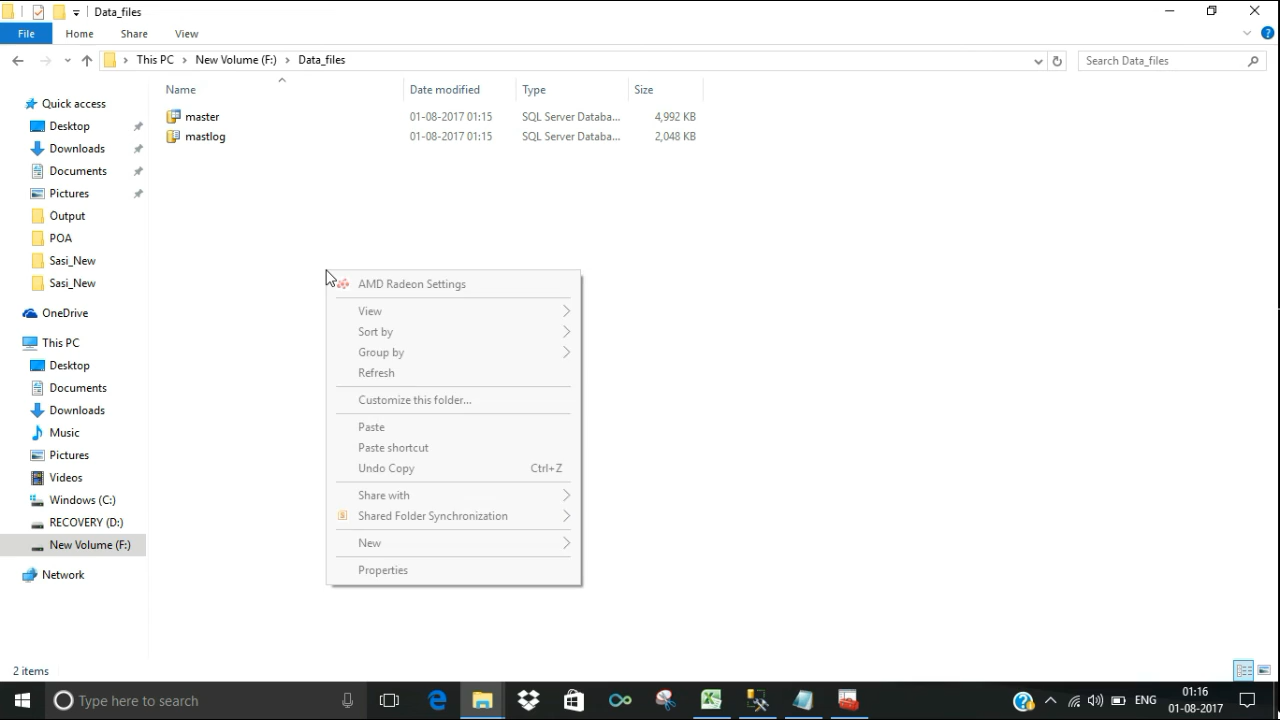 Data_files
File Home Share View
This PC New Volume (F:) Data_files Search Data_files
Name Date modified Type Size
master 01-08-2017 01:15 SQL Server Databa... 4,992 KB
mastlog 01-08-2017 01:15 SQL Server Databa... 2,048 KB
Quick access
Desktop
Downloads
Documents
Pictures
Output
POA
Sasi_New
Sasi_New
OneDrive
This PC
Desktop
Documents
Downloads
Music
Pictures
Videos
Windows (C:)
RECOVERY (D:)
New Volume (F:)
Network
AMD Radeon Settings
View
Sort by
Group by
Refresh
Customize this folder...
Paste
Paste shortcut
Undo Copy Ctrl+Z
Share with
Shared Folder Synchronization
New
Properties
2 items
Type here to search
ENG
01:16
01-08-2017